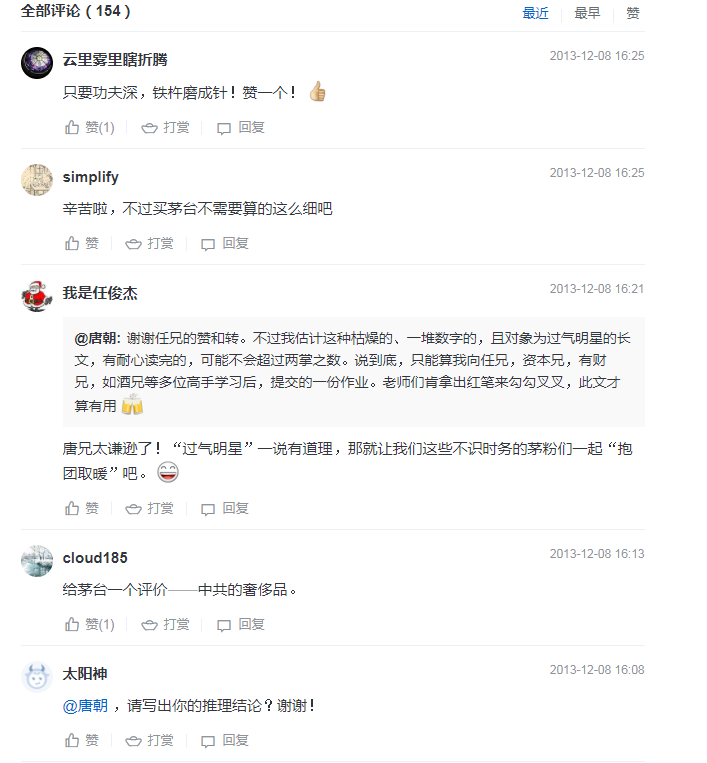 全部评论（154）
最近 最早 赞
云里雾里瞎折腾 2013-12-08 16:25
只要功夫深，铁杵磨成针！赞一个！
赞(1) 打赏 回复
simplify 2013-12-08 16:25
辛苦啦，不过买茅台不需要算的这么细吧
赞 打赏 回复
我是任俊杰 2013-12-08 16:21
@唐朝: 谢谢任兄的赞和转。不过我估计这种枯燥的、一堆数字的，且对象为过气明星的长
文，有耐心读完的，可能不会超过两掌之数。说到底，只能算我向任兄，资本兄，有财
兄，如酒兄等多位高手学习后，提交的一份作业。老师们肯拿出红笔来勾勾叉叉，此文才
算有用
唐兄太谦逊了！“过气明星”一说有道理，那就让我们这些不识时务的茅粉们一起“抱
团取暖”吧。
赞 打赏 回复
cloud185 2013-12-08 16:13
给茅台一个评价——中共的奢侈品。
赞(1) 打赏 回复
太阳神 2013-12-08 16:08
@唐朝 ，请写出你的推理结论？谢谢！
赞 打赏 回复